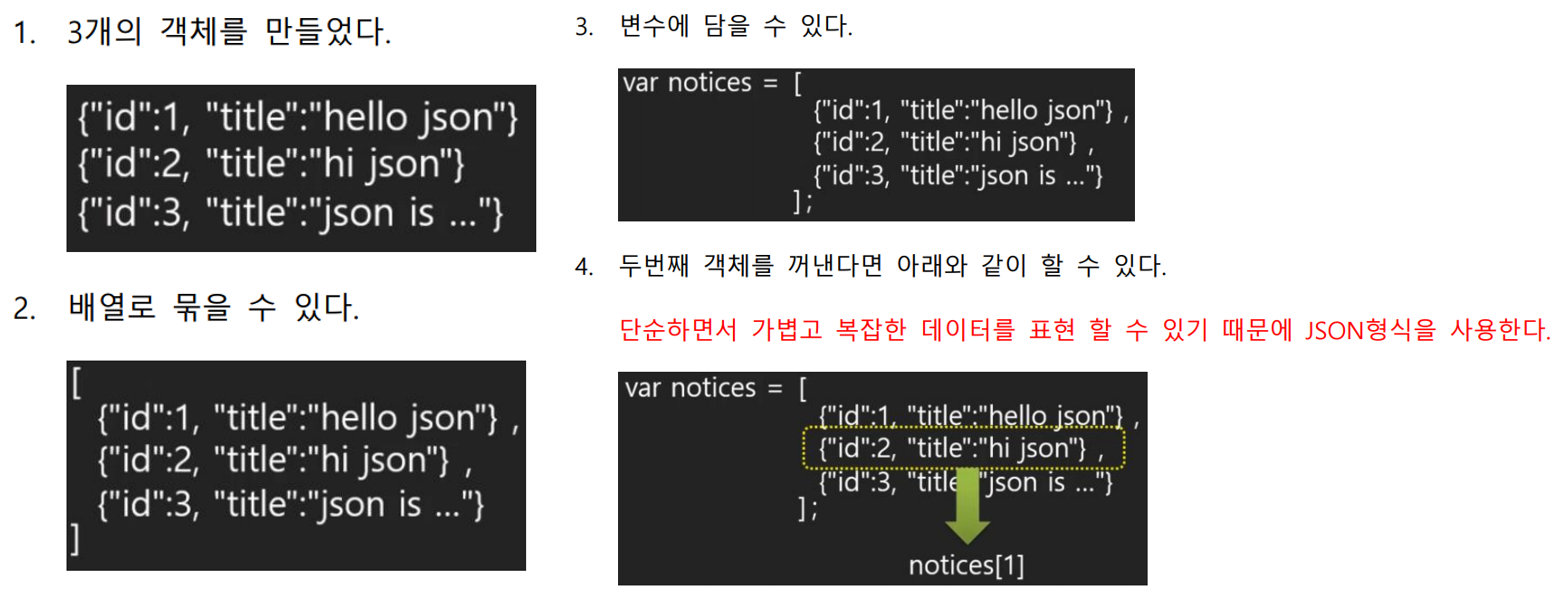 1. 3개의 객체를 만들었다.
{"id":1, "title":"hello json"}
{"id":2, "title":"hi json"}
{"id":3, "title":"json is ..."}
2. 배열로 묶을 수 있다.
[
{"id":1, "title":"hello json"} ,
{"id":2, "title":"hi json"} ,
{"id":3, "title":"json is ..."}
]
3. 변수에 담을 수 있다.
var notices = [
{"id":1, "title":"hello json"} ,
{"id":2, "title":"hi json"} ,
{"id":3, "title":"json is ..."}
];
4. 두번째 객체를 꺼낸다면 아래와 같이 할 수 있다.
단순하면서 가볍고 복잡한 데이터를 표현 할 수 있기 때문에 JSON형식을 사용한다.
var notices = [
{"id":1, "title":"hello json"} ,
{"id":2, "title":"hi json"} ,
{"id":3, "title":"json is ..."}
];
notices[1]